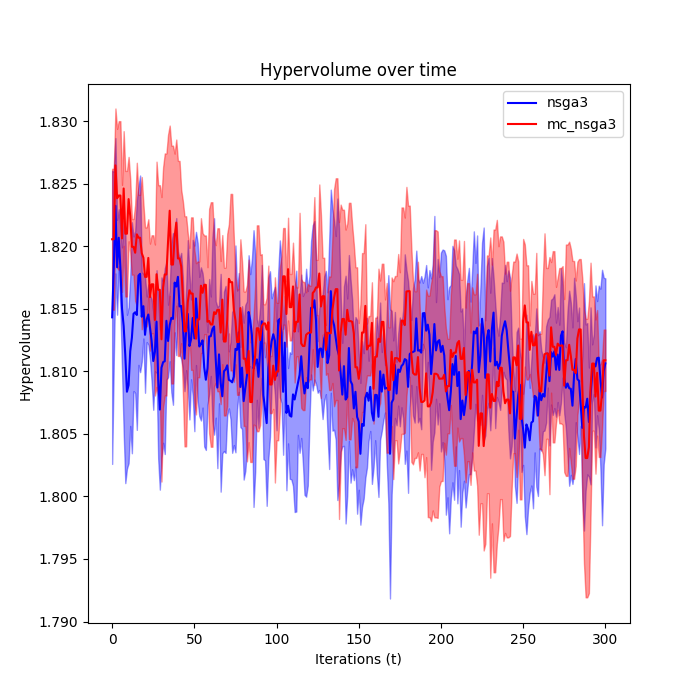 Hypervolume over time
nsga3
mc_nsga3
1.830
1.825
1.820
1.815
1.810
1.805
1.800
1.795
1.790
Hypervolume
0 50 100 150 200 250 300
Iterations (t)